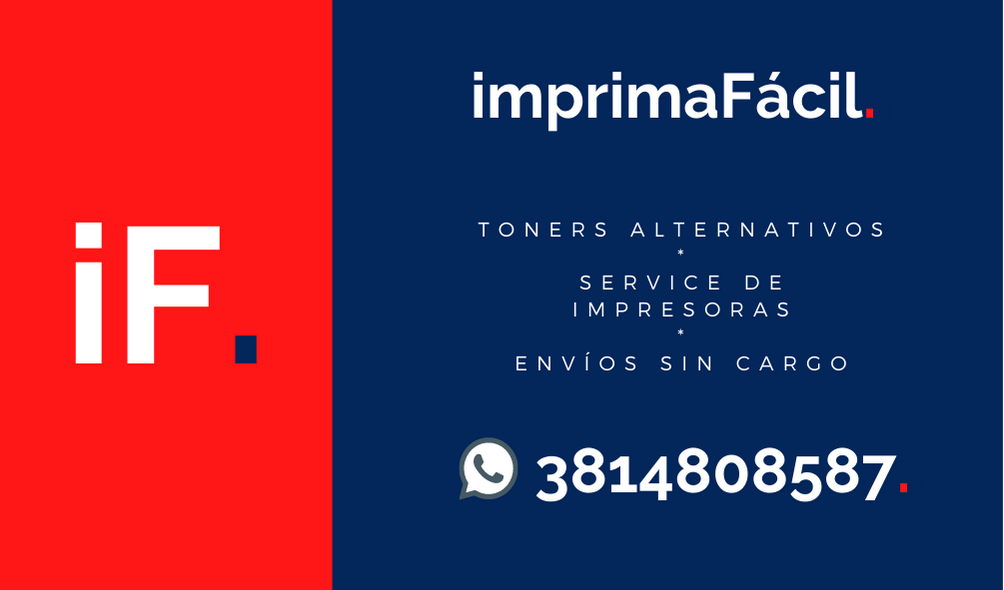 iF.
imprimaFácil.
TONERS ALTERNATIVOS
*
SERVICE DE
IMPRESORAS
*
ENVÍOS SIN CARGO
3814808587.